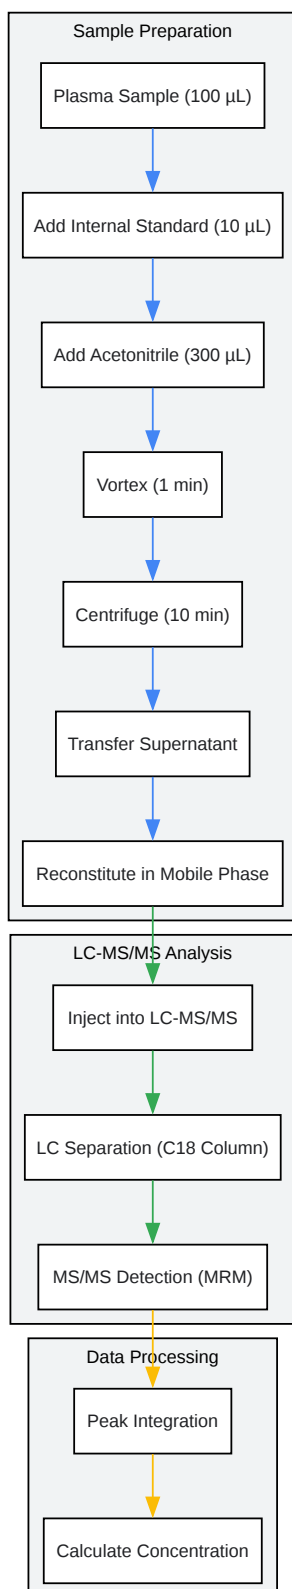 Sample Preparation
Plasma Sample (100 µL)
Add Internal Standard (10 µL)
Add Acetonitrile (300 µL)
Vortex (1 min)
Centrifuge (10 min)
Transfer Supernatant
Reconstitute in Mobile Phase
LC-MS/MS Analysis
Inject into LC-MS/MS
LC Separation (C18 Column)
MS/MS Detection (MRM)
Data Processing
Peak Integration
Calculate Concentration